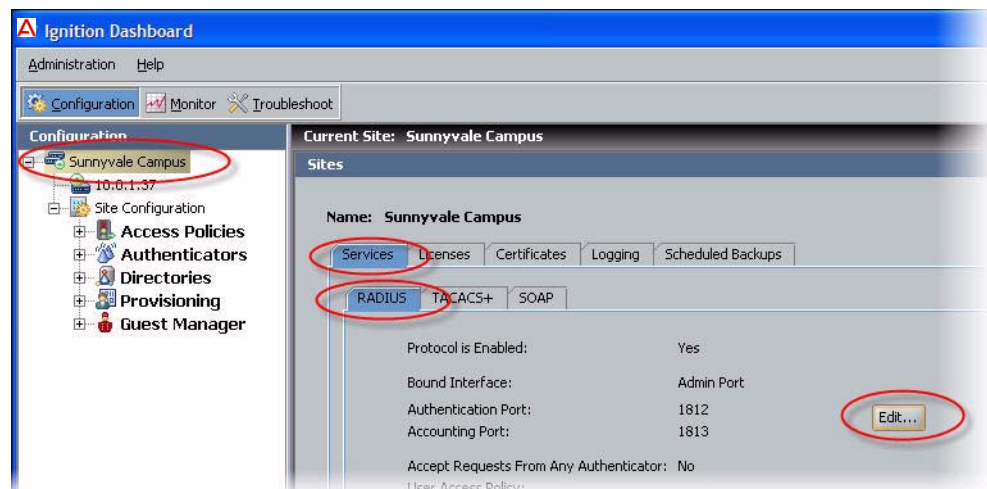 Ignition Dashboard
Administration Help
Configuration Monitor Troubleshoot
Configuration
Sunnyvale Campus
10.0.1.37
Site Configuration
Access Policies
Authenticators
Directories
Provisioning
Guest Manager
Current Site: Sunnyvale Campus
Sites
Name: Sunnyvale Campus
Services Licenses Certificates Logging Scheduled Backups
RADIUS TACACS+ SOAP
Protocol is Enabled: Yes
Bound Interface: Admin Port
Authentication Port: 1812
Accounting Port: 1813
Edit...
Accept Requests From Any Authenticator: No
User Access Policy: